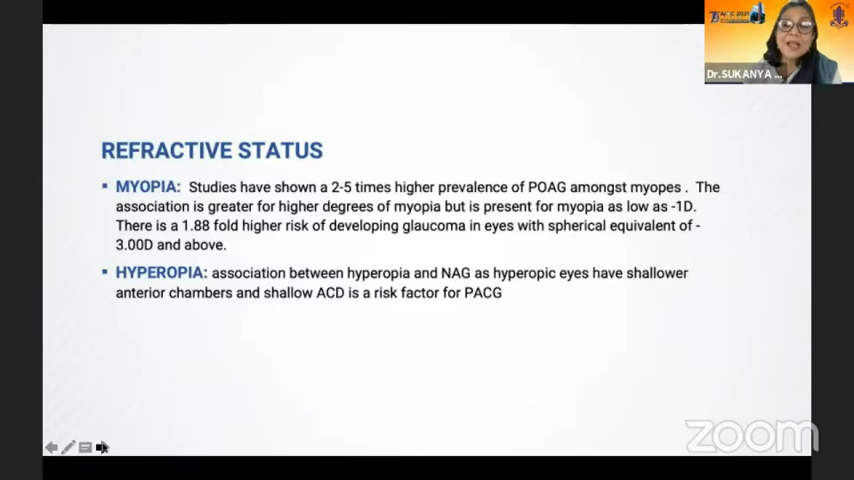 AIOC 2021
Dr.SUKANYA ...
REFRACTIVE STATUS
▪ MYOPIA: Studies have shown a 2-5 times higher prevalence of POAG amongst myopes . The
association is greater for higher degrees of myopia but is present for myopia as low as -1D.
There is a 1.88 fold higher risk of developing glaucoma in eyes with spherical equivalent of -
3.00D and above.
▪ HYPEROPIA: association between hyperopia and NAG as hyperopic eyes have shallower
anterior chambers and shallow ACD is a risk factor for PACG
zoom